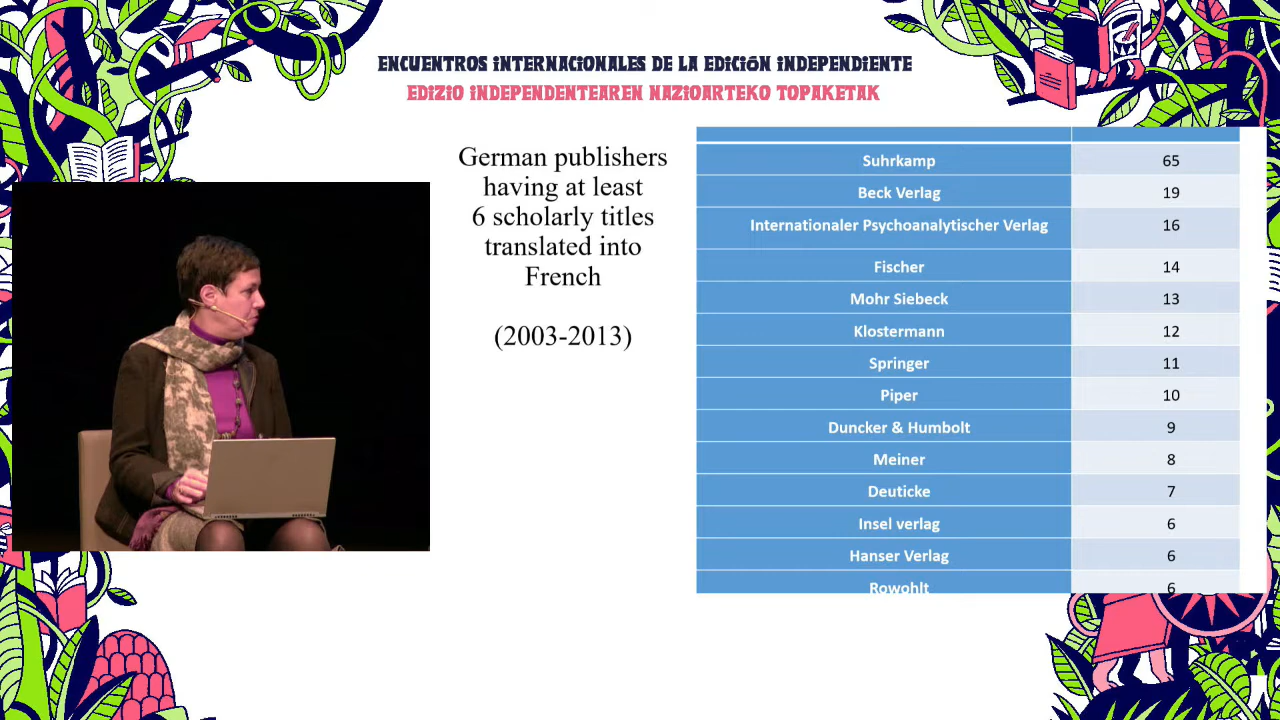 ENCUENTROS INTERNACIONALES DE LA EDICIÓN INDEPENDIENTE
EDIZIO INDEPENDENTEAREN NAZIOARTEKO TOPAKETAK
German publishers
having at least
6 scholarly titles
translated into
French
(2003-2013)
Suhrkamp 65
Beck Verlag 19
Internationaler Psychoanalytischer Verlag 16
Fischer 14
Mohr Siebeck 13
Klostermann 12
Springer 11
Piper 10
Duncker & Humbolt 9
Meiner 8
Deuticke 7
Insel verlag 6
Hanser Verlag 6
Rowohlt 6